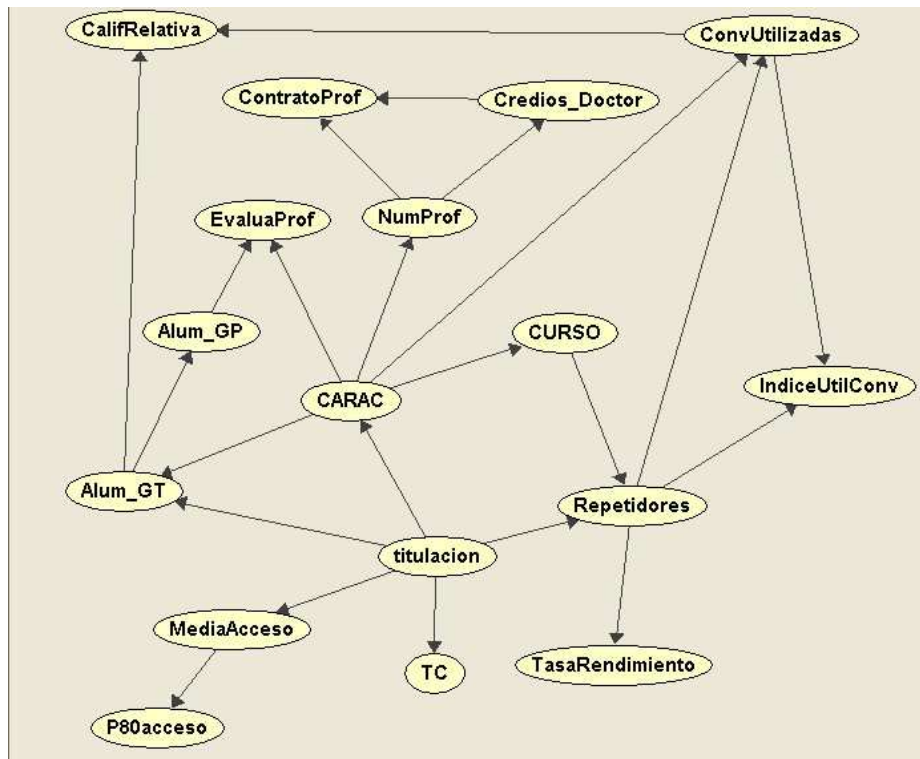 CalifRelativa
ConvUtilizadas
ContratoProf
Credios_Doctor
EvaluaProf
NumProf
Alum_GP
CURSO
IndiceUtilConv
CARAC
Alum_GT
Repetidores
titulacion
MediaAcceso
TC
TasaRendimiento
P80acceso